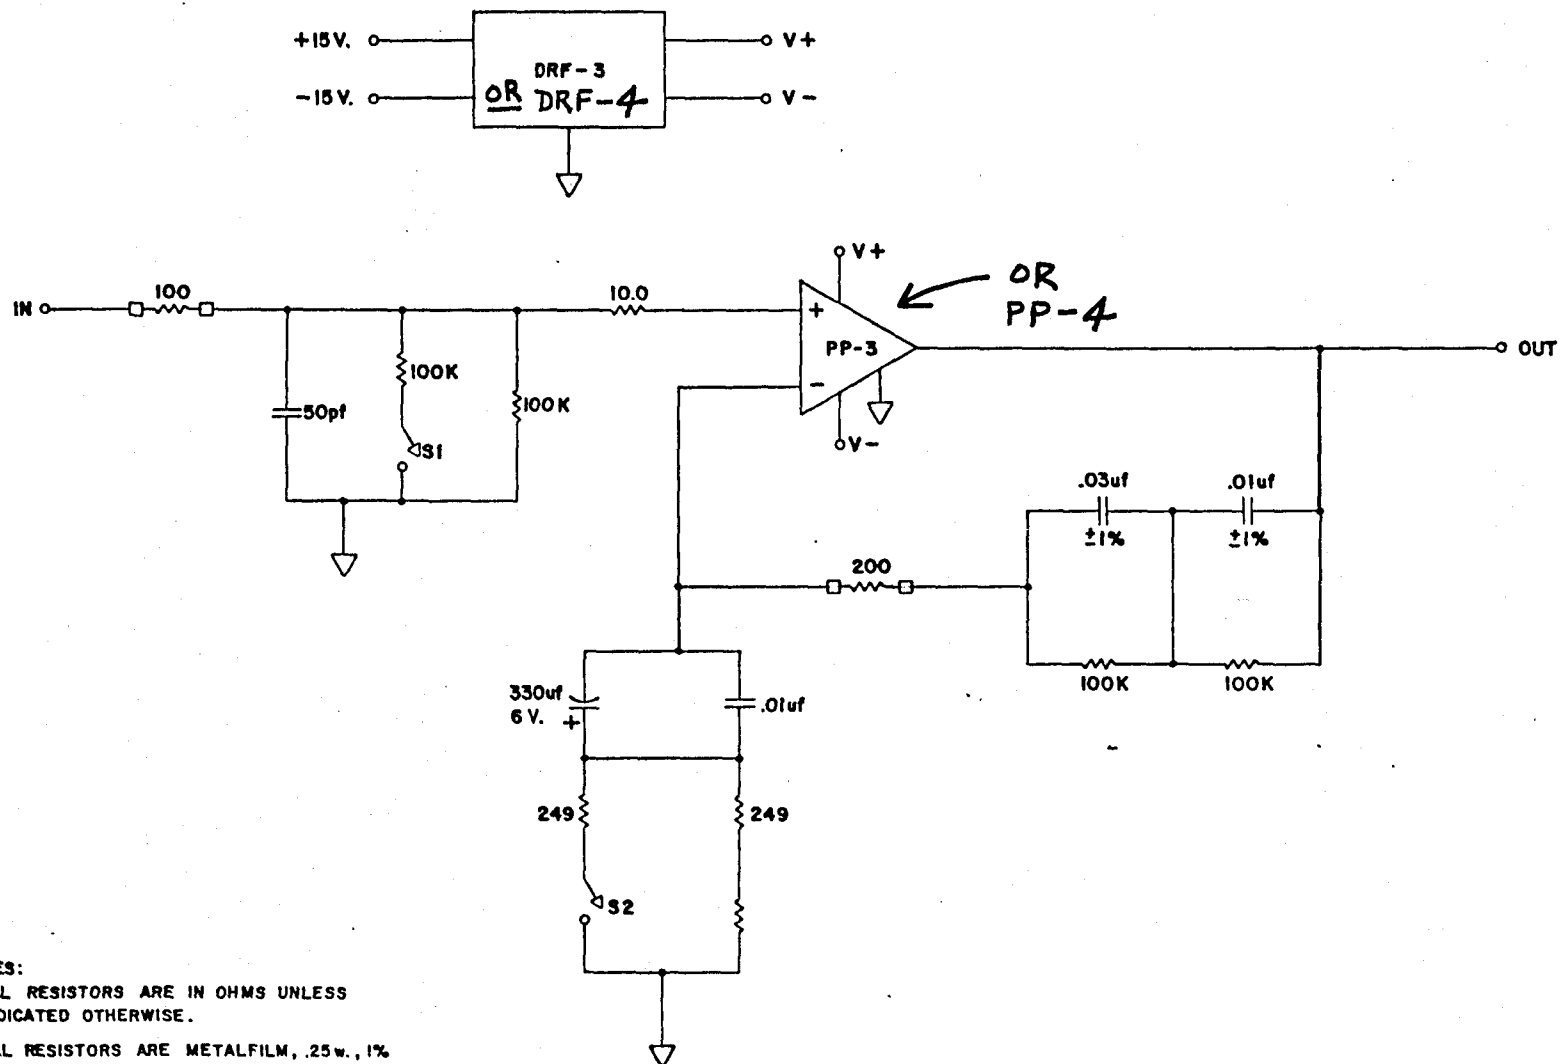 +15V.
V+
DRF-3
OR DRF-4
-15V.
V-
V+
OR
PP-4
IN
100
10.0
+
PP-3
-
100K
50pf
100K
S1
V-
OUT
.03uf
.01uf
±1%
±1%
200
100K
100K
330uf
6V.
+
.01uf
249
249
S2
ES:
L RESISTORS ARE IN OHMS UNLESS
DICATED OTHERWISE.
L RESISTORS ARE METALFILM, .25w., 1%